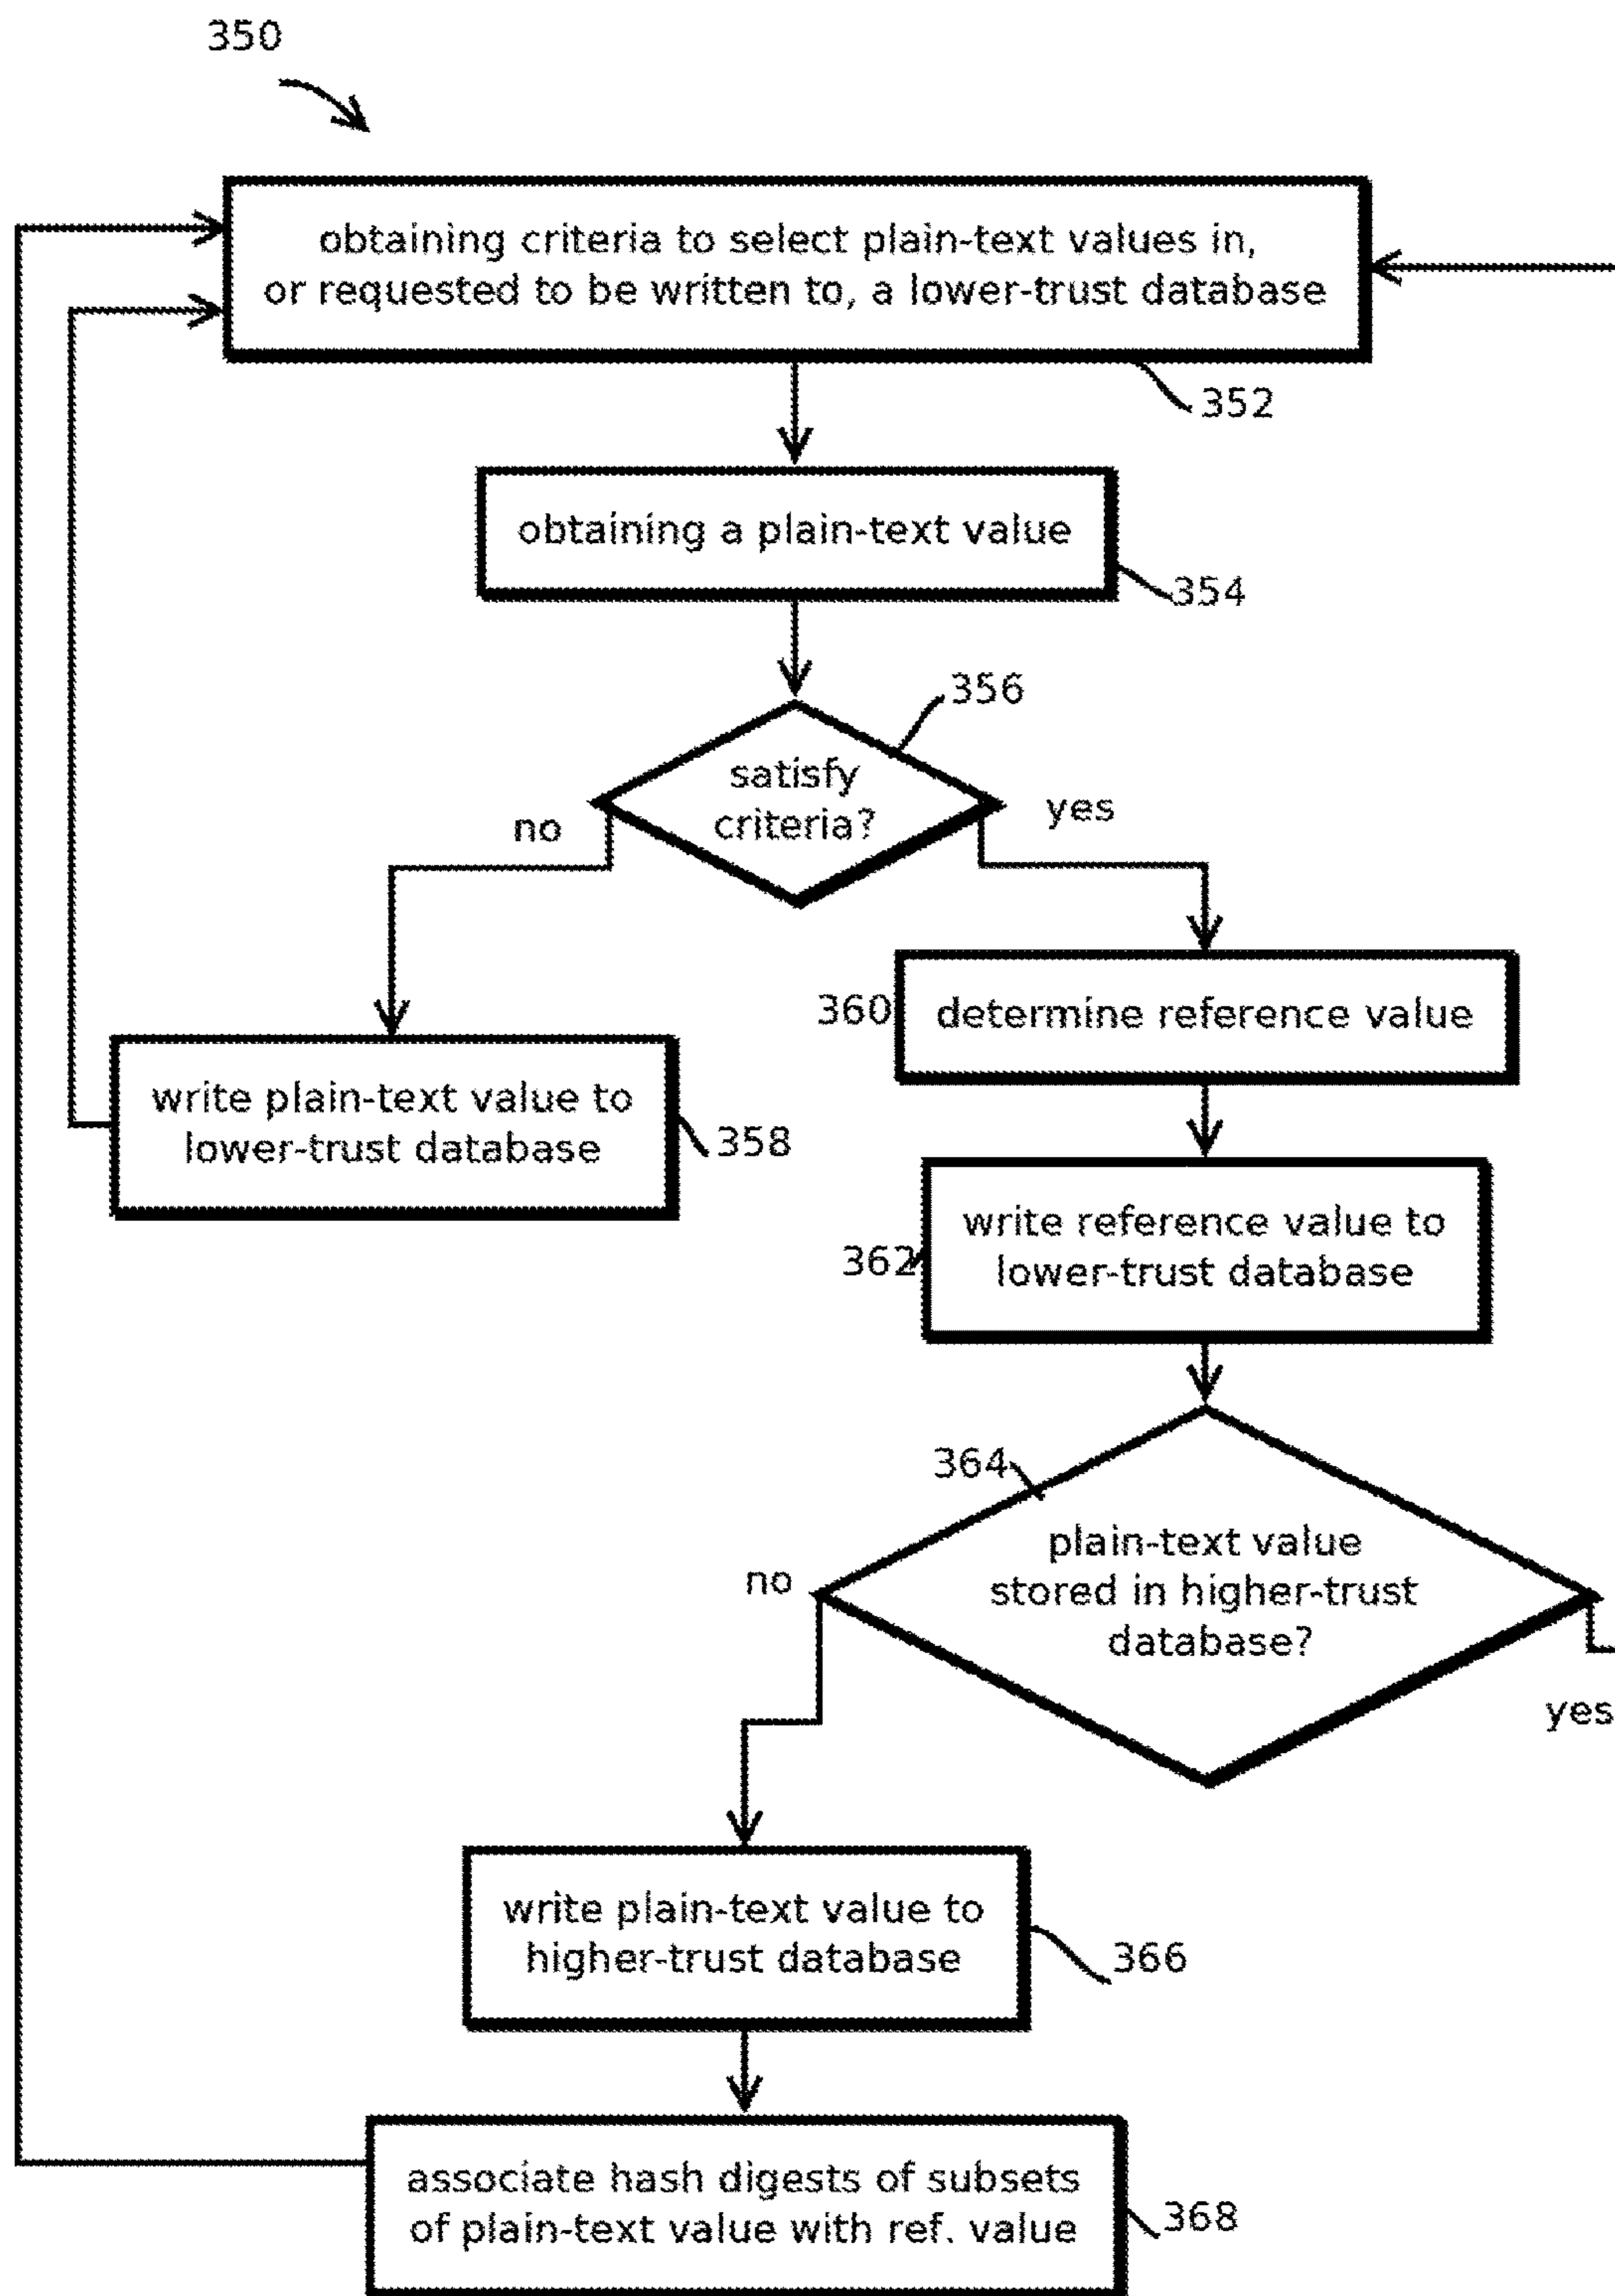 350
obtaining criteria to select plain-text values in,
or requested to be written to, a lower-trust database
352
obtaining a plain-text value
354
356
satisfy
criteria?
no
yes
360
determine reference value
write plain-text value to
lower-trust database
358
write reference value to
lower-trust database
362
364
plain-text value
stored in higher-trust
database?
no
yes
write plain-text value to
higher-trust database
366
associate hash digests of subsets
of plain-text value with ref. value
368